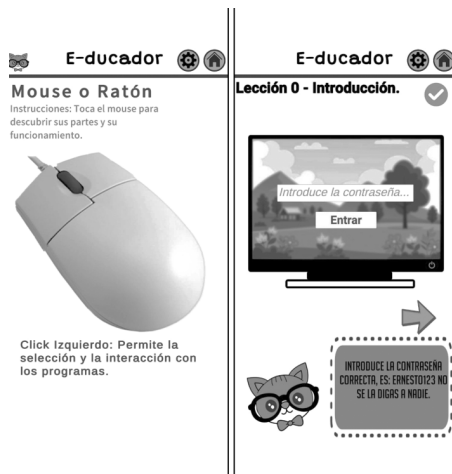 E-ducador
Mouse o Ratón
Instrucciones: Toca el mouse para
descubrir sus partes y su
funcionamiento.
Click Izquierdo: Permite la
selección y la interacción con
los programas.
E-ducador
Lección 0 - Introducción.
Introduce la contraseña...
Entrar
INTRODUCE LA CONTRASEÑA
CORRECTA, ES: ERNESTO123 NO
SE LA DIGAS A NADIE.